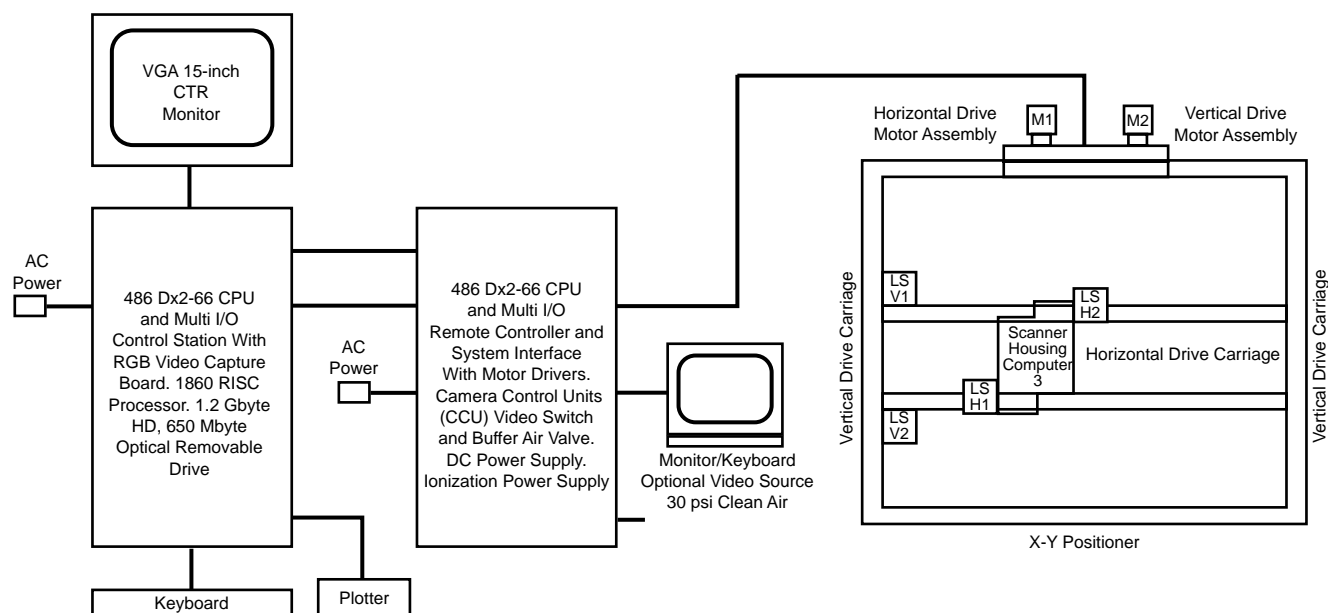 VGA 15-inch
CTR
Monitor
AC
Power
486 Dx2-66 CPU
and Multi I/O
Control Station With
RGB Video Capture
Board. 1860 RISC
Processor. 1.2 Gbyte
HD, 650 Mbyte
Optical Removable
Drive
Keyboard
Plotter
AC
Power
486 Dx2-66 CPU
and Multi I/O
Remote Controller and
System Interface
With Motor Drivers.
Camera Control Units
(CCU) Video Switch
and Buffer Air Valve.
DC Power Supply.
Ionization Power Supply
Monitor/Keyboard
Optional Video Source
30 psi Clean Air
Horizontal Drive
Motor Assembly
M1
M2
Vertical Drive
Motor Assembly
Vertical Drive Carriage
LS
V1
LS
H2
Scanner
Housing
Computer
3
Horizontal Drive Carriage
LS
H1
LS
V2
Vertical Drive Carriage
X-Y Positioner